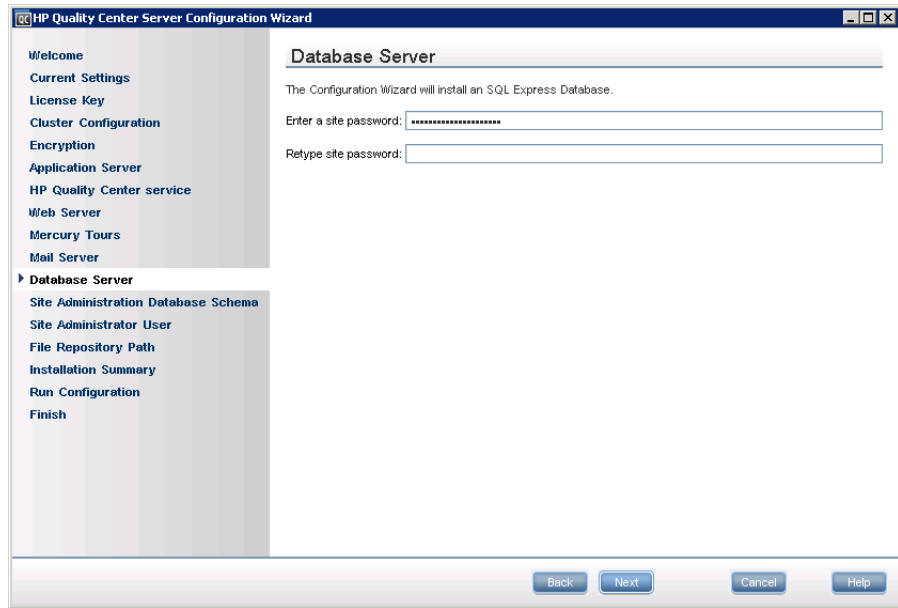 QC HP Quality Center Server Configuration Wizard
Welcome
Current Settings
License Key
Cluster Configuration
Encryption
Application Server
HP Quality Center service
Web Server
Mercury Tours
Mail Server
Database Server
Site Administration Database Schema
Site Administrator User
File Repository Path
Installation Summary
Run Configuration
Finish
Database Server
The Configuration Wizard will install an SQL Express Database.
Enter a site password:
Retype site password:
Back Next Cancel Help